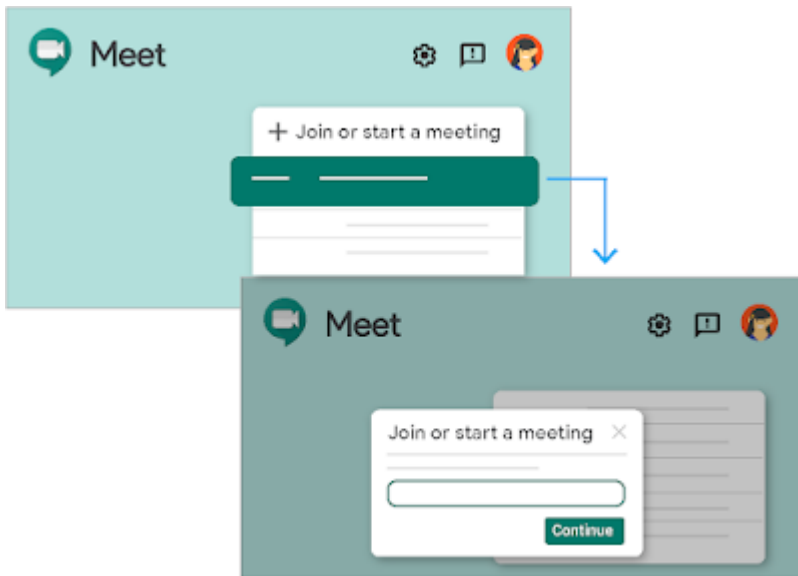 Meet
+ Join or start a meeting
Meet
Join or start a meeting
Continue